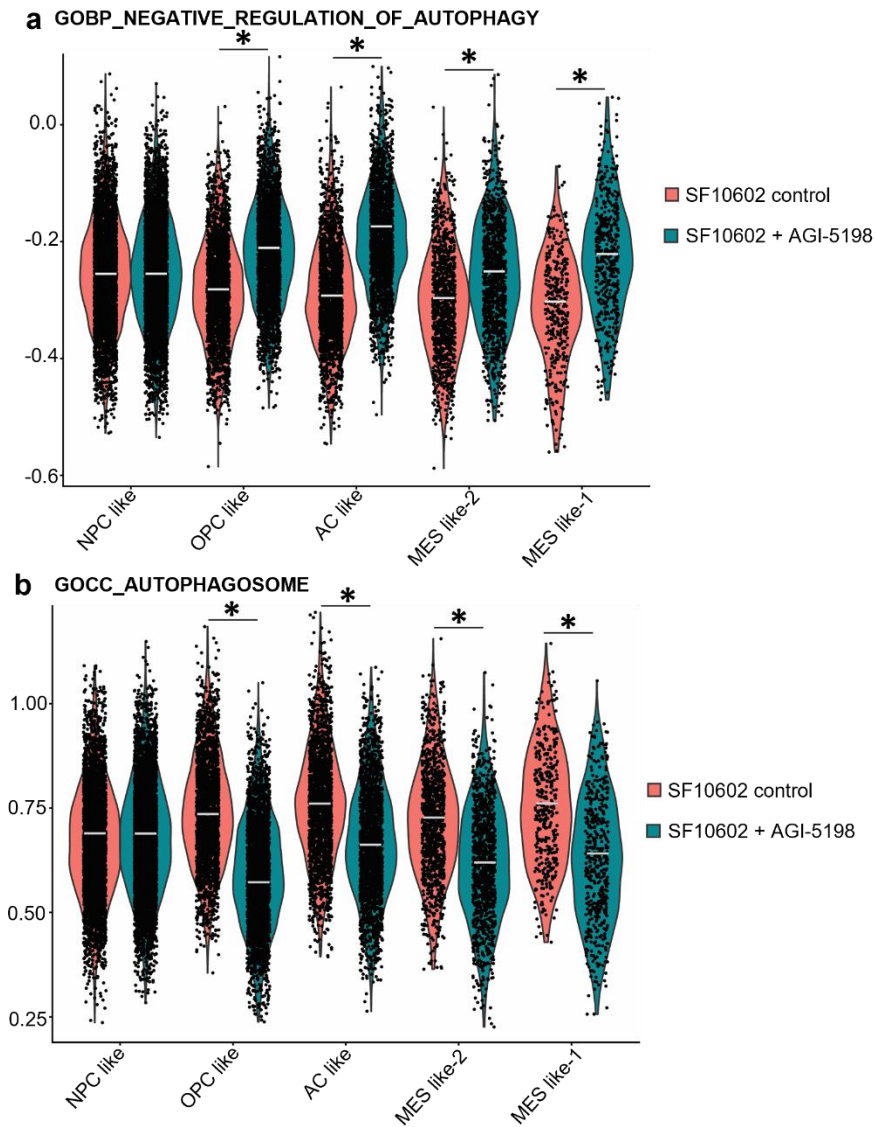 a GOBP_NEGATIVE_REGULATION_OF_AUTOPHAGY
* * * *
0.0
-0.2
-0.4
-0.6
NPC like
OPC like
AC like
MES like-2
MES like-1
SF10602 control
SF10602 + AGI-5198
b GOCC_AUTOPHAGOSOME
* * * *
1.00
0.75
0.50
0.25
NPC like
OPC like
AC like
MES like-2
MES like-1
SF10602 control
SF10602 + AGI-5198